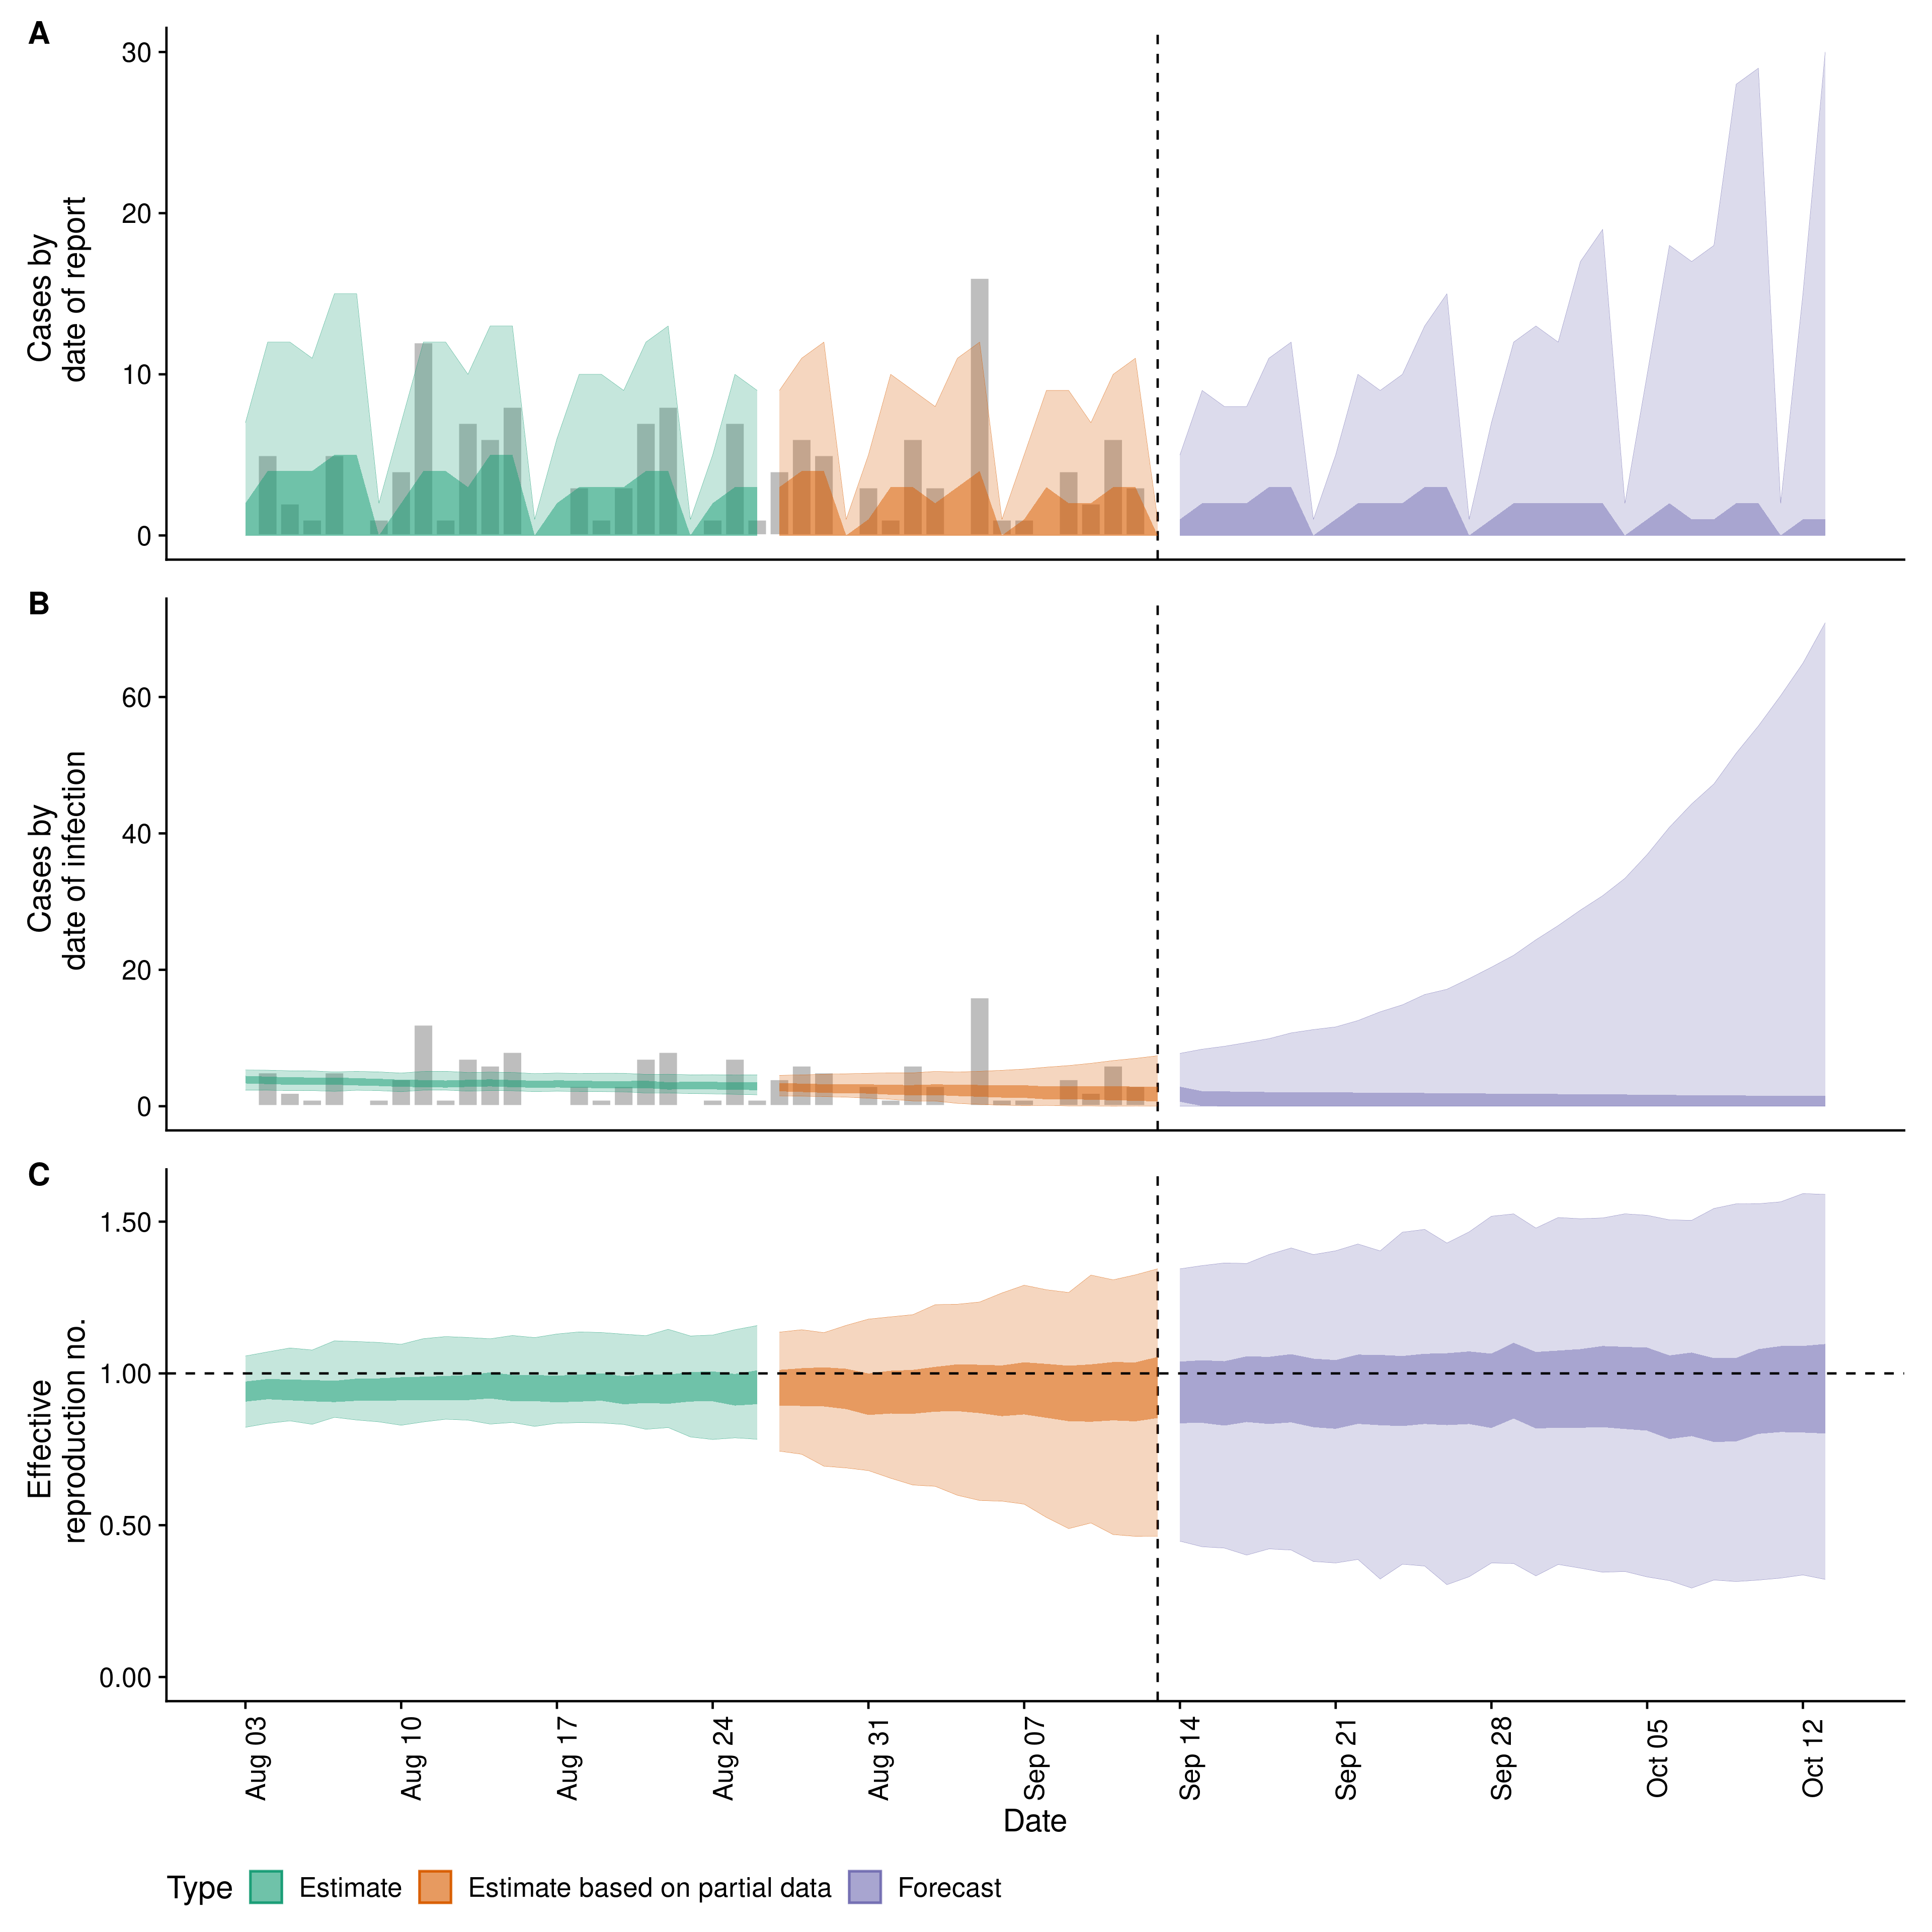 A
Cases by
date of report
30
20
10
0
B
Cases by
date of infection
60
40
20
0
C
Effective
reproduction no.
1.50
1.00
0.50
0.00
Aug 03
Aug 10
Aug 17
Aug 24
Aug 31
Sep 07
Sep 14
Sep 21
Sep 28
Oct 05
Oct 12
Date
Type Estimate Estimate based on partial data Forecast